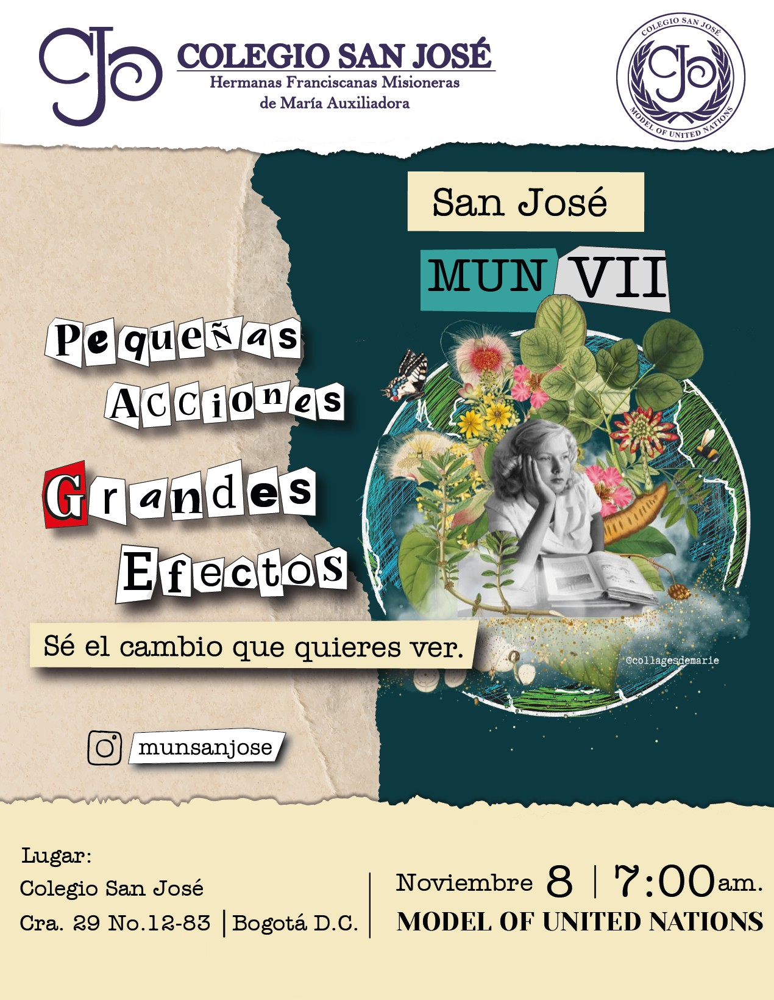 COLEGIO SAN JOSÉ
Hermanas Franciscanas Misioneras
de María Auxiliadora
COLEGIO SAN JOSÉ
MODEL OF UNITED NATIONS
San José
MUN VII
PequeÑas
ACCiones
Grandes
Efectos
Sé el cambio que quieres ver.
@collagesdemarie
munsanjose
Lugar:
Colegio San José
Cra. 29 No.12-83 | Bogotá D.C.
Noviembre 8 | 7:00am.
MODEL OF UNITED NATIONS